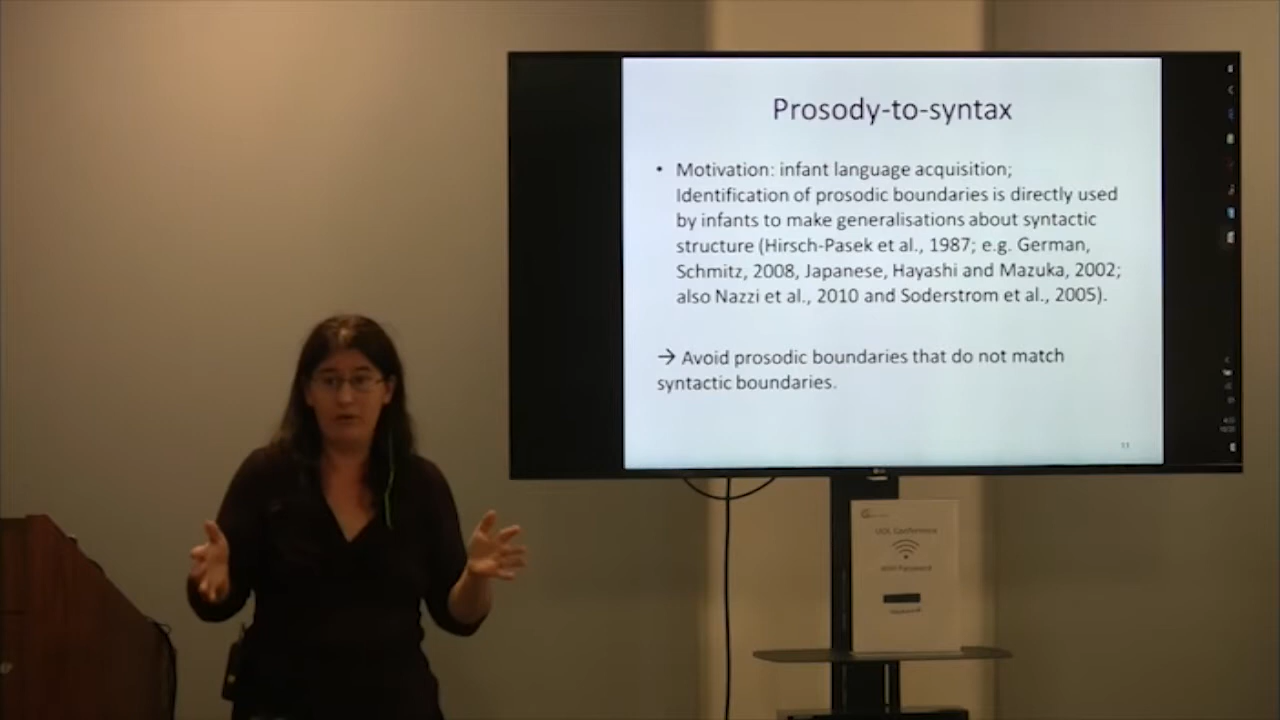 Prosody-to-syntax
• Motivation: infant language acquisition;
Identification of prosodic boundaries is directly used
by infants to make generalisations about syntactic
structure (Hirsch-Pasek et al., 1987; e.g. German,
Schmitz, 2008, Japanese, Hayashi and Mazuka, 2002;
also Nazzi et al., 2010 and Soderstrom et al., 2005).
→ Avoid prosodic boundaries that do not match
syntactic boundaries.
11
Conference
Password